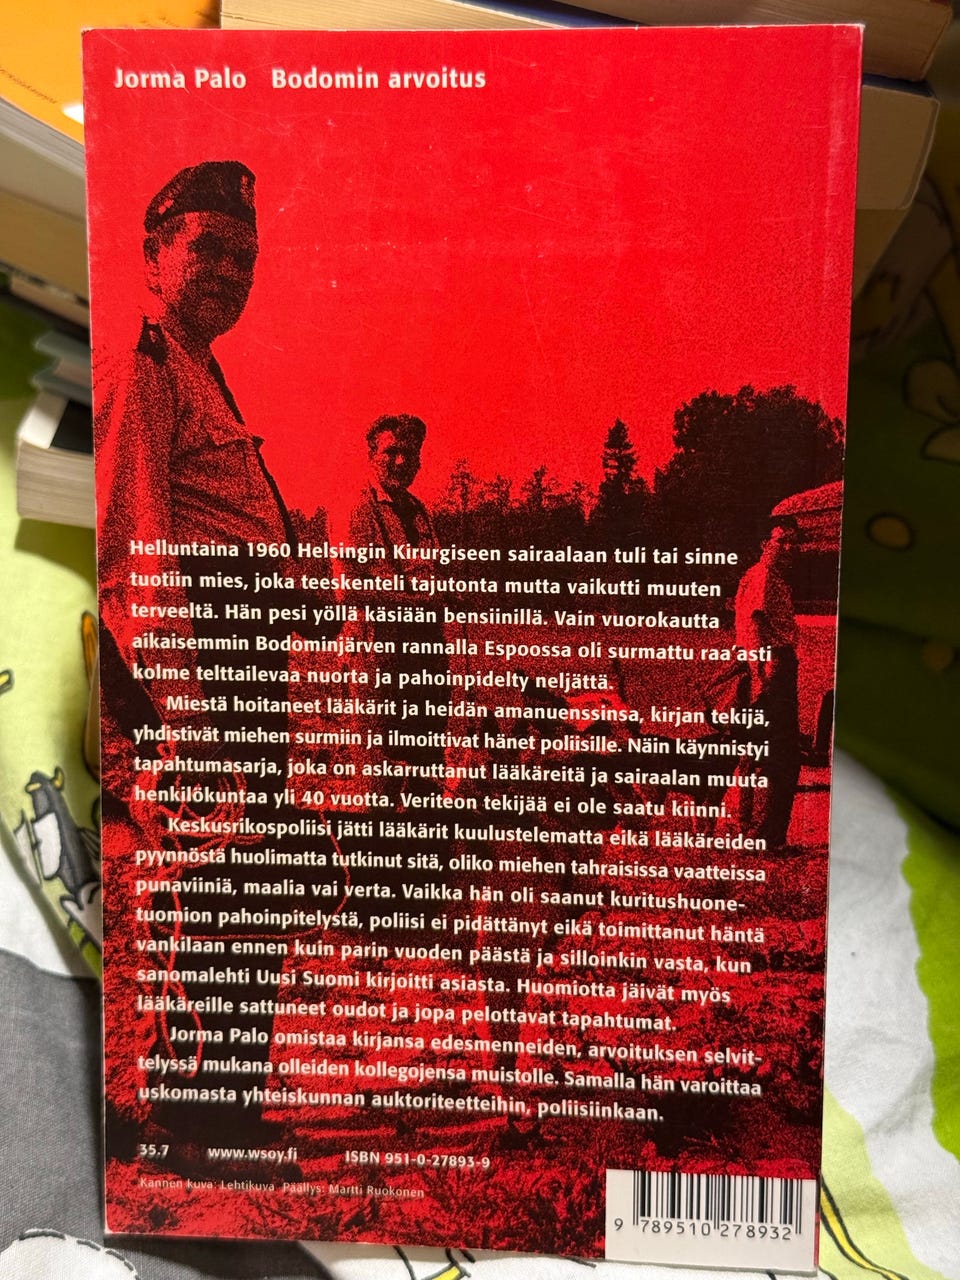 Jorma Palo Bodomin arvoitus
Helluntaina 1960 Helsingin Kirurgiseen sairaalaan tuli tai sinne
tuotiin mies, joka teeskenteli tajutonta mutta vaikutti muuten
terveeltä. Hän pesi yöllä käsiään bensiinillä. Vain vuorokautta
aikaisemmin Bodominjärven rannalla Espoossa oli surmattu raa'asti
kolme telttailevaa nuorta ja pahoinpidelty neljättä.
Miestä hoitaneet lääkärit ja heidän amanuenssinsa, kirjan tekijä,
yhdistivät miehen surmiin ja ilmoittivat hänet poliisille. Näin käynnistyi
tapahtumasarja, joka on askarruttanut lääkäreitä ja sairaalan muuta
henkilökuntaa yli 40 vuotta. Veriteon tekijää ei ole saatu kiinni.
Keskusrikospoliisi jätti lääkärit kuulustelematta eikä lääkäreiden
pyynnöstä huolimatta tutkinut sitä, oliko miehen tahraisissa vaatteissa
punaviiniä, maalia vai verta. Vaikka hän oli saanut kuritushuone-
tuomion pahoinpitelystä, poliisi ei pidättänyt eikä toimittanut häntä
vankilaan ennen kuin parin vuoden päästä ja silloinkin vasta, kun
sanomalehti Uusi Suomi kirjoitti asiasta. Huomiotta jäivät myös
lääkäreille sattuneet oudot ja jopa pelottavat tapahtumat.
Jorma Palo omistaa kirjansa edesmenneiden, arvoituksen selvit-
telyssä mukana olleiden kollegojensa muistolle. Samalla hän varoittaa
uskomasta yhteiskunnan auktoriteetteihin, poliisiinkaan.
35.7 www.wsoy.fi ISBN 951-0-27893-9
Kannen kuva: Lehtikuva Päällys: Martti Ruokonen
9 789510 278932